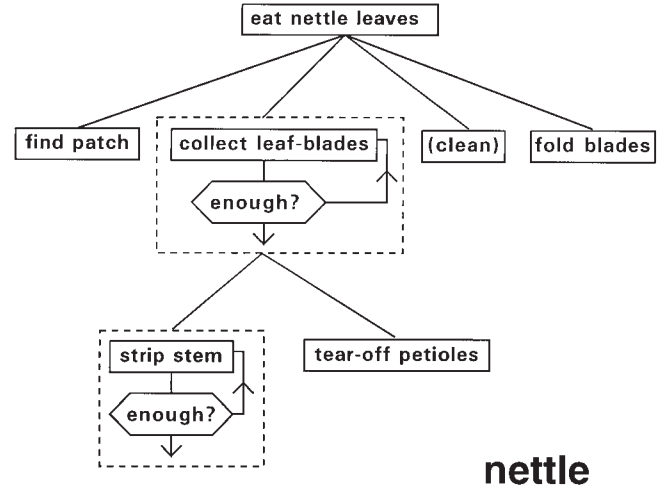 eat nettle leaves
find patch
collect leaf-blades
(clean)
fold blades
enough?
strip stem
tear-off petioles
enough?
nettle